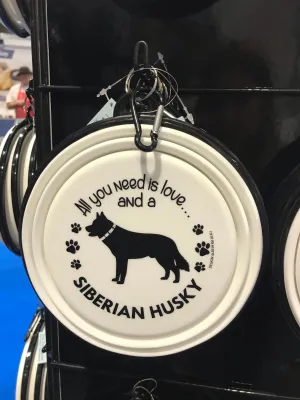 All you need is love...
and a
SIBERIAN HUSKY